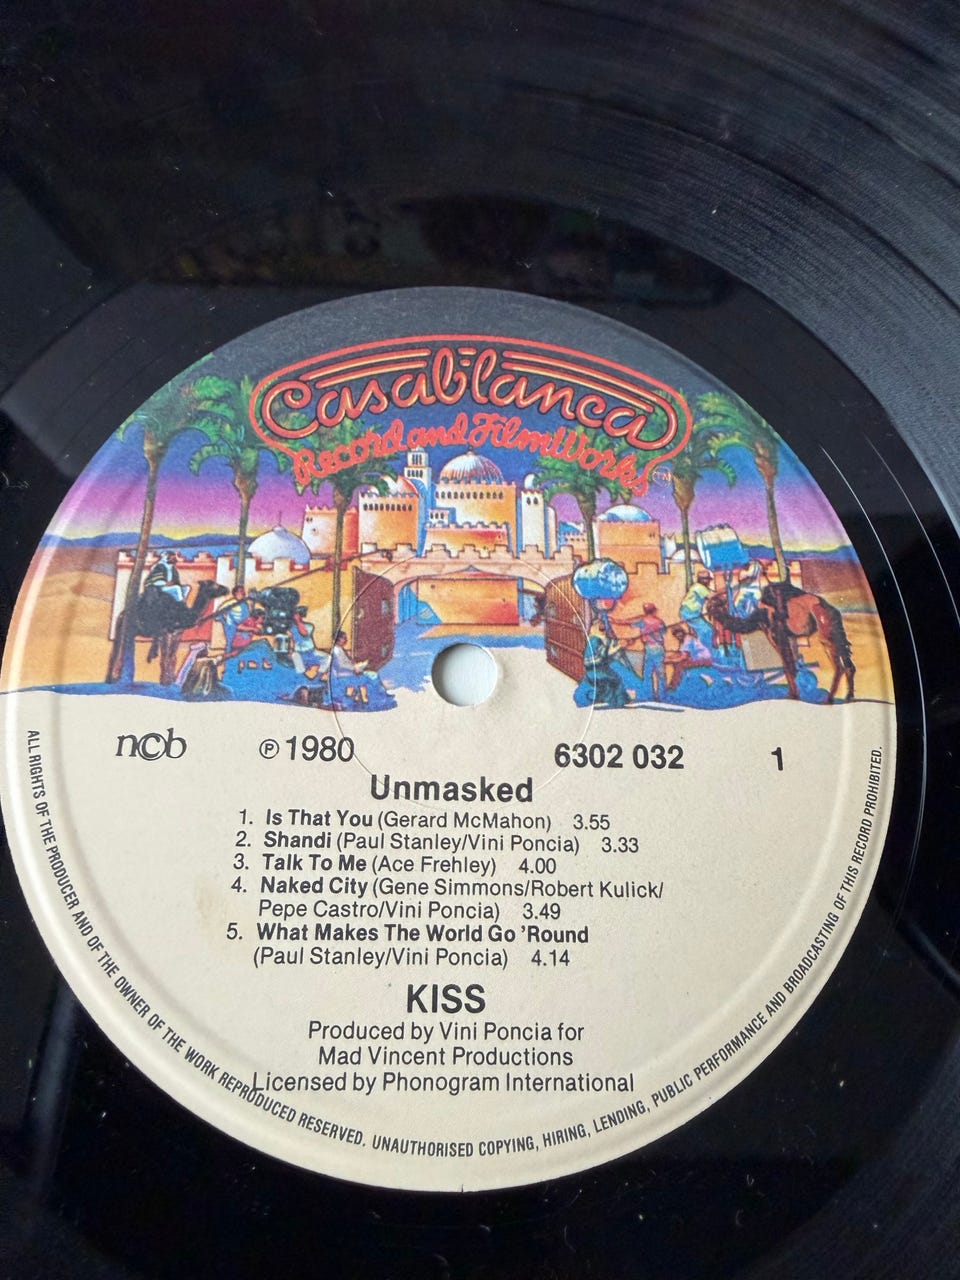 Casablanca
Record and FilmWorks TM
ncb ℗ 1980 6302 032 1
Unmasked
1. Is That You (Gerard McMahon) 3.55
2. Shandi (Paul Stanley/Vini Poncia) 3.33
3. Talk To Me (Ace Frehley) 4.00
4. Naked City (Gene Simmons/Robert Kulick/
Pepe Castro/Vini Poncia) 3.49
5. What Makes The World Go 'Round
(Paul Stanley/Vini Poncia) 4.14
KISS
Produced by Vini Poncia for
Mad Vincent Productions
Licensed by Phonogram International
ALL RIGHTS OF THE PRODUCER AND OF THE OWNER OF THE WORK REPRODUCED RESERVED. UNAUTHORISED COPYING, HIRING, LENDING, PUBLIC PERFORMANCE AND BROADCASTING OF THIS RECORD PROHIBITED.